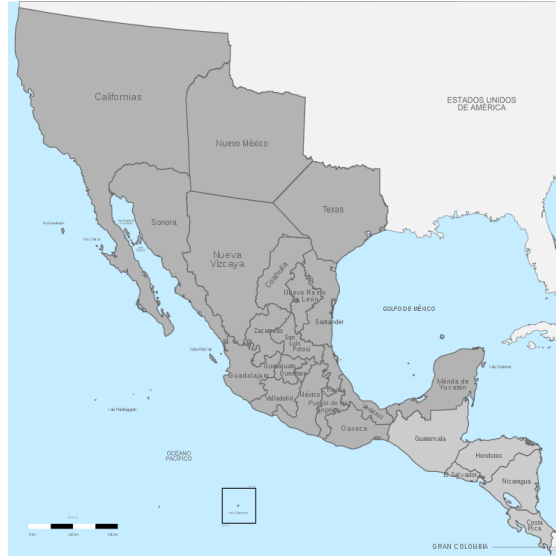 Californias
Nuevo México
ESTADOS UNIDOS
DE AMÉRICA
Texas
Sonora
Nueva
Vizcaya
Coahuila
Nuevo Reino
de León
GOLFO DE MÉXICO
Santander
Zacatecas
San
Luis
Potosí
Guadalajara
Guanajuato
Querétaro
Mérida de
Yucatán
Valladolid
México
Puebla de los
Ángeles
Veracruz
Oaxaca
Guatemala
Honduras
El Salvador
Nicaragua
OCÉANO
PACÍFICO
Costa
Rica
GRAN COLOMBIA